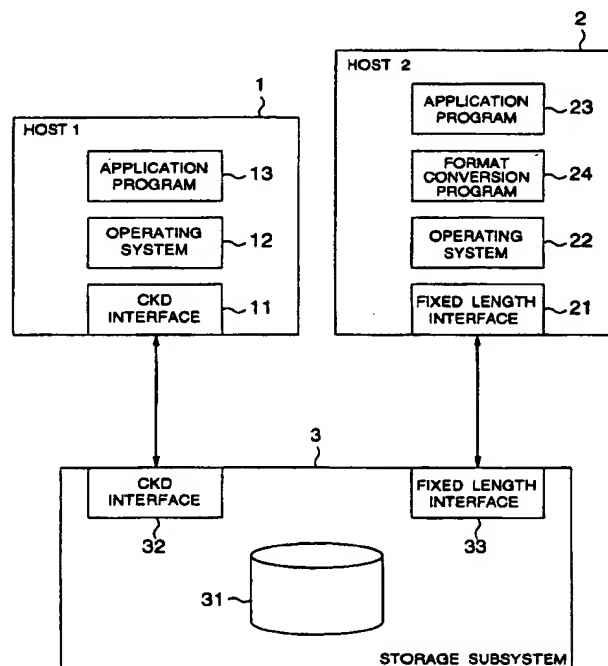 2
HOST 2
1
HOST 1
APPLICATION
PROGRAM
23
APPLICATION
PROGRAM
13
FORMAT
CONVERSION
PROGRAM
24
OPERATING
SYSTEM
12
OPERATING
SYSTEM
22
CKD
INTERFACE
11
FIXED LENGTH
INTERFACE
21
3
CKD
INTERFACE
FIXED LENGTH
INTERFACE
32
33
31
STORAGE SUBSYSTEM